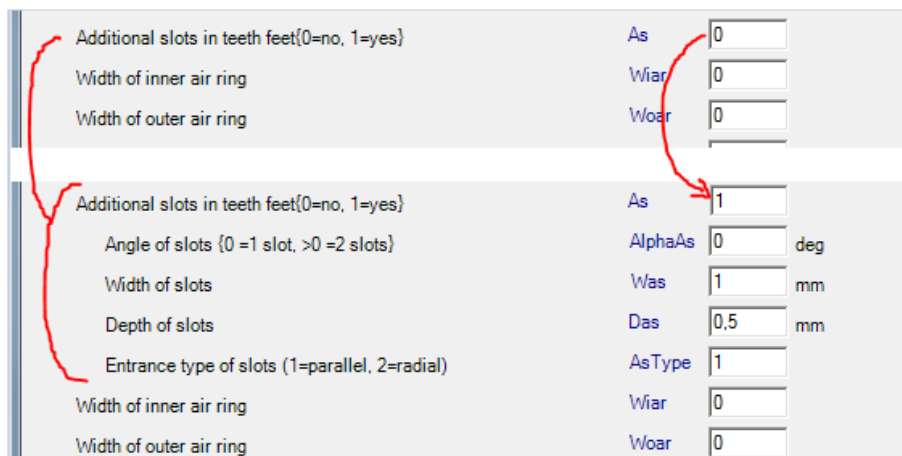 Additional slots in teeth feet{0=no, 1=yes} As 0
Width of inner air ring Wiar 0
Width of outer air ring Woar 0
Additional slots in teeth feet{0=no, 1=yes} As 1
Angle of slots {0 =1 slot, >0 =2 slots} AlphaAs 0 deg
Width of slots Was 1 mm
Depth of slots Das 0,5 mm
Entrance type of slots (1=parallel, 2=radial) AsType 1
Width of inner air ring Wiar 0
Width of outer air ring Woar 0